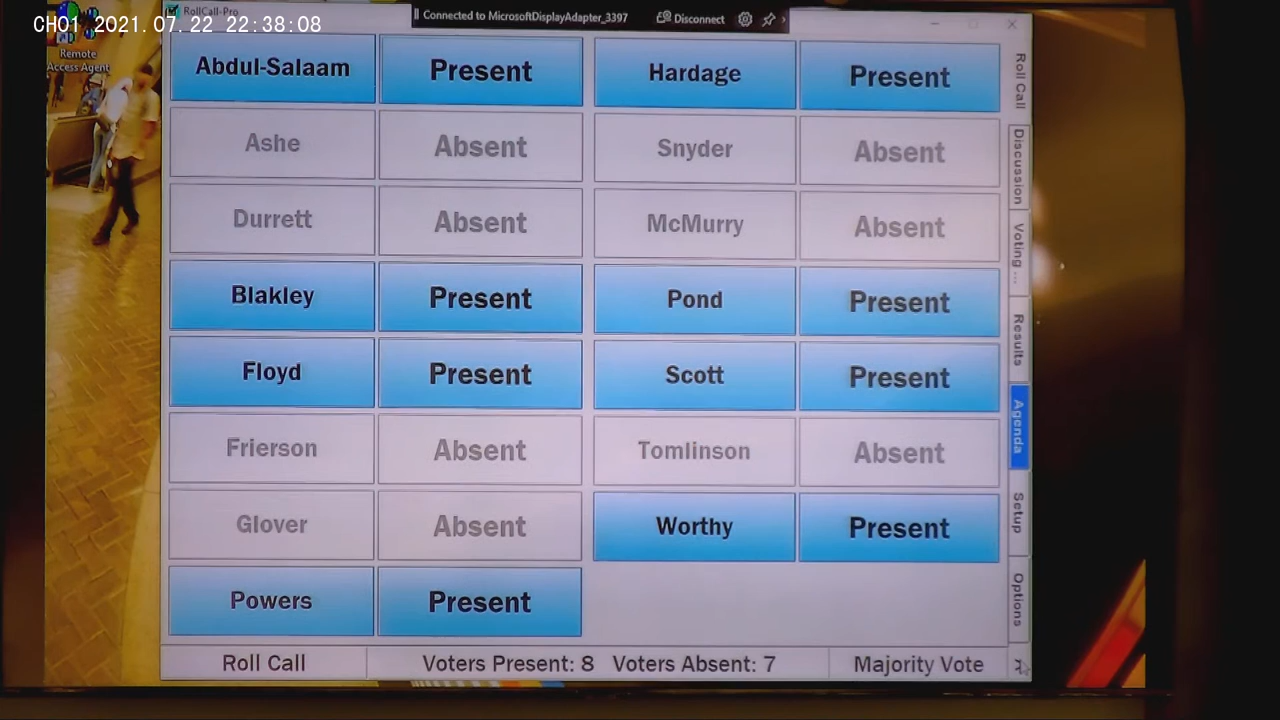 CH01 2021.07.22 22:38:08
RollCall-Pro
Connected to MicrosoftDisplayAdapter_3397 Disconnect
Remote
Access Agent
Abdul-Salaam Present Hardage Present
Ashe Absent Snyder Absent
Durrett Absent McMurry Absent
Blakley Present Pond Present
Floyd Present Scott Present
Frierson Absent Tomlinson Absent
Glover Absent Worthy Present
Powers Present
Roll Call Voters Present: 8 Voters Absent: 7 Majority Vote
Roll Call
Discussion
Voting ...
Results
Agenda
Setup
Options